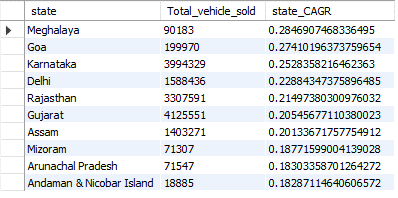 state Total_vehicle_sold state_CAGR
Meghalaya 90183 0.2846907468336495
Goa 199970 0.27410196373759654
Karnataka 3994329 0.2528358216462363
Delhi 1588436 0.22884347375896485
Rajasthan 3307591 0.21497380300976032
Gujarat 4125551 0.20545677110380023
Assam 1403271 0.20133671757754912
Mizoram 71307 0.18771599004139028
Arunachal Pradesh 71547 0.18303358701264272
Andaman & Nicobar Island 18885 0.18287114640606572